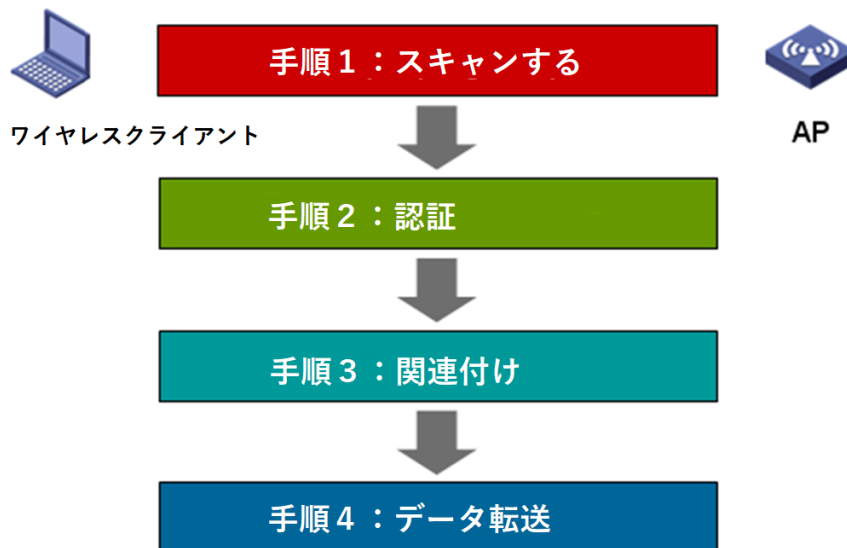 手順１：スキャンする
ワイヤレスクライアント
AP
手順２：認証
手順３：関連付け
手順４：データ転送